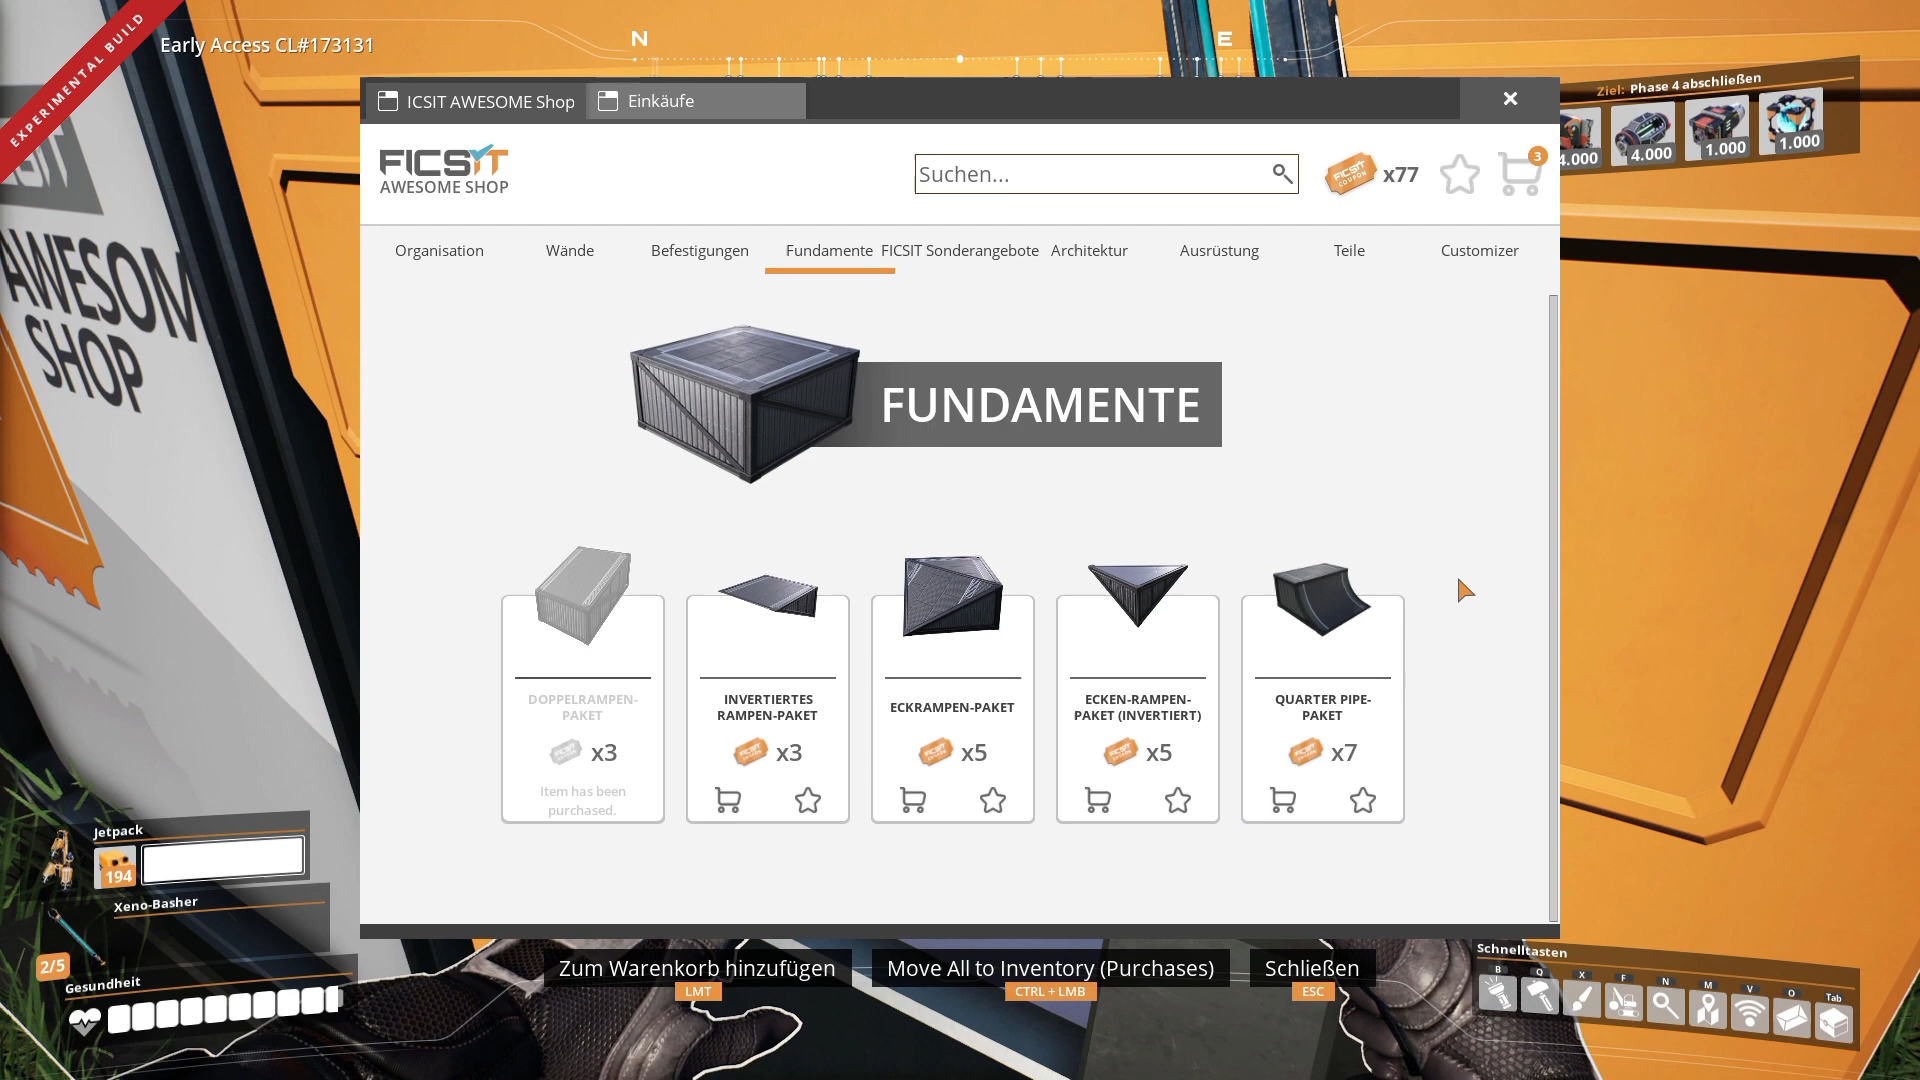 EXPERIMENTAL BUILD
Early Access CL#173131
N
E
Ziel: Phase 4 abschließen
4.000
4.000
1.000
1.000
ICSIT AWESOME Shop
Einkäufe
FICSIT
AWESOME SHOP
Suchen...
FICSIT
COUPON
x77
3
Organisation
Wände
Befestigungen
Fundamente
FICSIT Sonderangebote
Architektur
Ausrüstung
Teile
Customizer
AWESOM
SHOP
FUNDAMENTE
DOPPELRAMPEN-
PAKET
x3
Item has been
purchased.
INVERTIERTES
RAMPEN-PAKET
x3
ECKRAMPEN-PAKET
x5
ECKEN-RAMPEN-
PAKET (INVERTIERT)
x5
QUARTER PIPE-
PAKET
x7
Jetpack
194
Xeno-Basher
2/5
Gesundheit
Zum Warenkorb hinzufügen
LMT
Move All to Inventory (Purchases)
CTRL + LMB
Schließen
ESC
Schnelltasten
B
Q
X
F
N
M
V
O
Tab